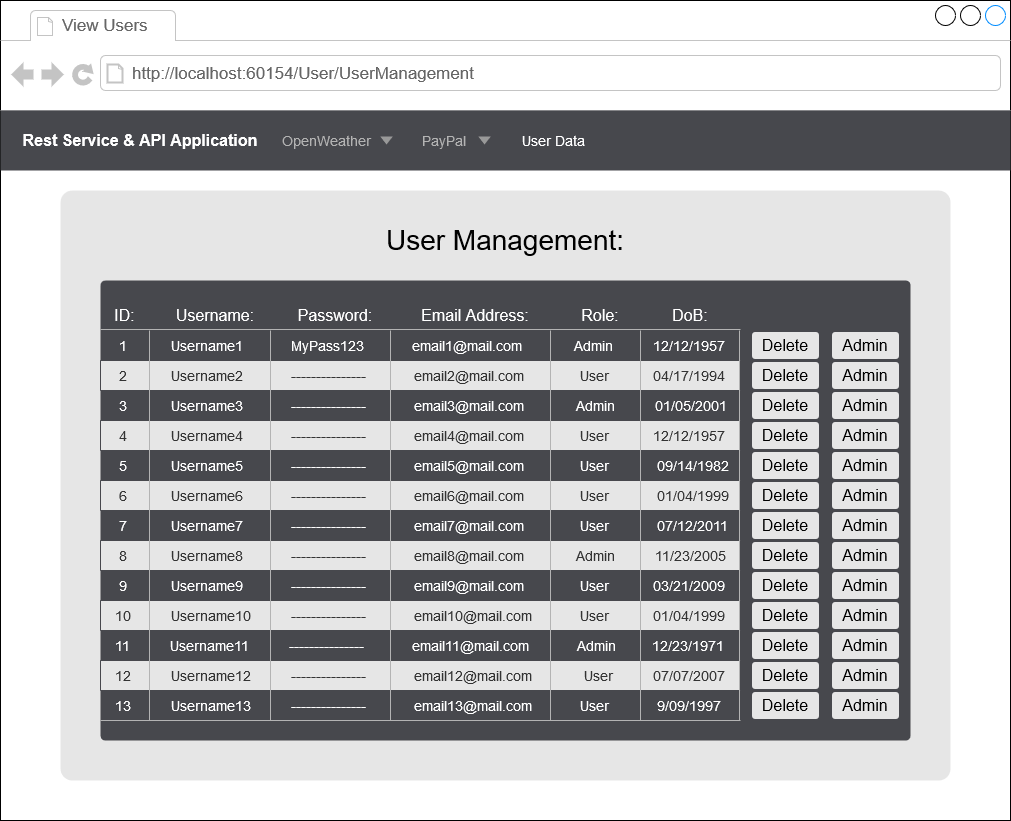 View Users
http://localhost:60154/User/UserManagement
Rest Service & API Application OpenWeather PayPal User Data
User Management:
ID: Username: Password: Email Address: Role: DoB:
1 Username1 MyPass123 email1@mail.com Admin 12/12/1957 Delete Admin
2 Username2 --------------- email2@mail.com User 04/17/1994 Delete Admin
3 Username3 --------------- email3@mail.com Admin 01/05/2001 Delete Admin
4 Username4 --------------- email4@mail.com User 12/12/1957 Delete Admin
5 Username5 --------------- email5@mail.com User 09/14/1982 Delete Admin
6 Username6 --------------- email6@mail.com User 01/04/1999 Delete Admin
7 Username7 --------------- email7@mail.com User 07/12/2011 Delete Admin
8 Username8 --------------- email8@mail.com Admin 11/23/2005 Delete Admin
9 Username9 --------------- email9@mail.com User 03/21/2009 Delete Admin
10 Username10 --------------- email10@mail.com User 01/04/1999 Delete Admin
11 Username11 --------------- email11@mail.com Admin 12/23/1971 Delete Admin
12 Username12 --------------- email12@mail.com User 07/07/2007 Delete Admin
13 Username13 --------------- email13@mail.com User 9/09/1997 Delete Admin